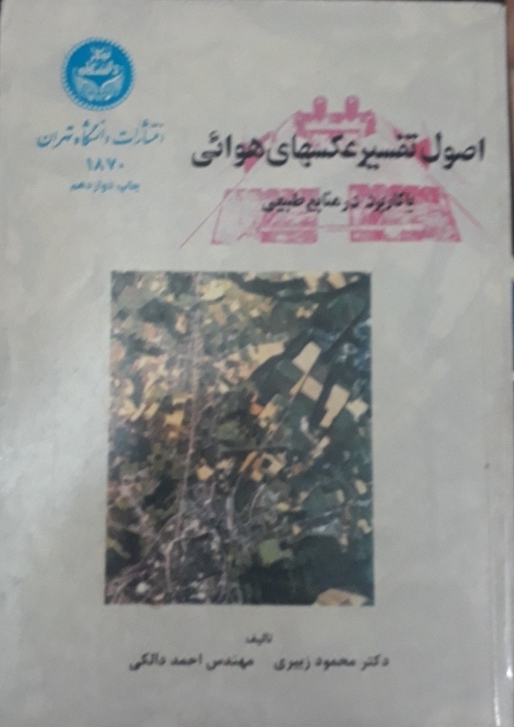 اصول تفسیر عکسهای هوائی
با کاربرد در منابع طبیعی
انتشارات دانشگاه تهران
۱۸۷۰
چاپ دوازدهم
تالیف
دکتر محمود زبیری مهندس احمد دالکی